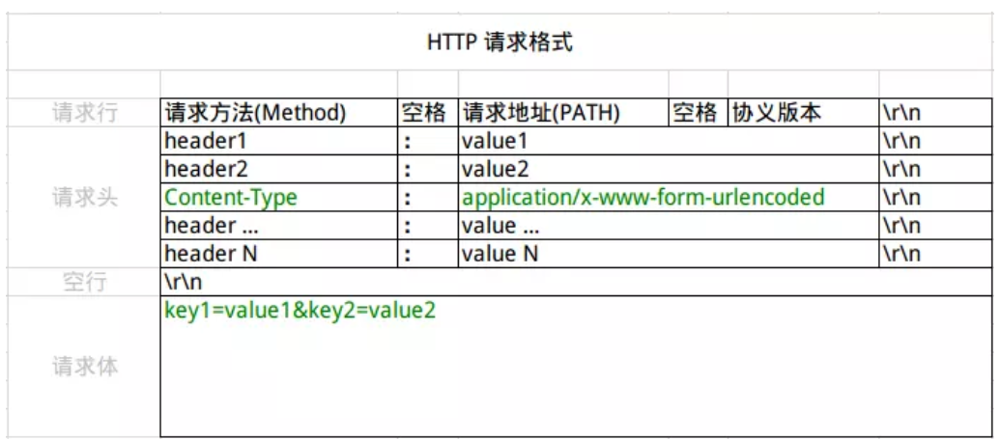 HTTP 请求格式
请求行 请求方法(Method) 空格 请求地址(PATH) 空格 协议版本 \r\n
header1 : value1 \r\n
header2 : value2 \r\n
请求头 Content-Type : application/x-www-form-urlencoded \r\n
header ... : value ... \r\n
header N : value N \r\n
空行 \r\n
key1=value1&key2=value2
请求体